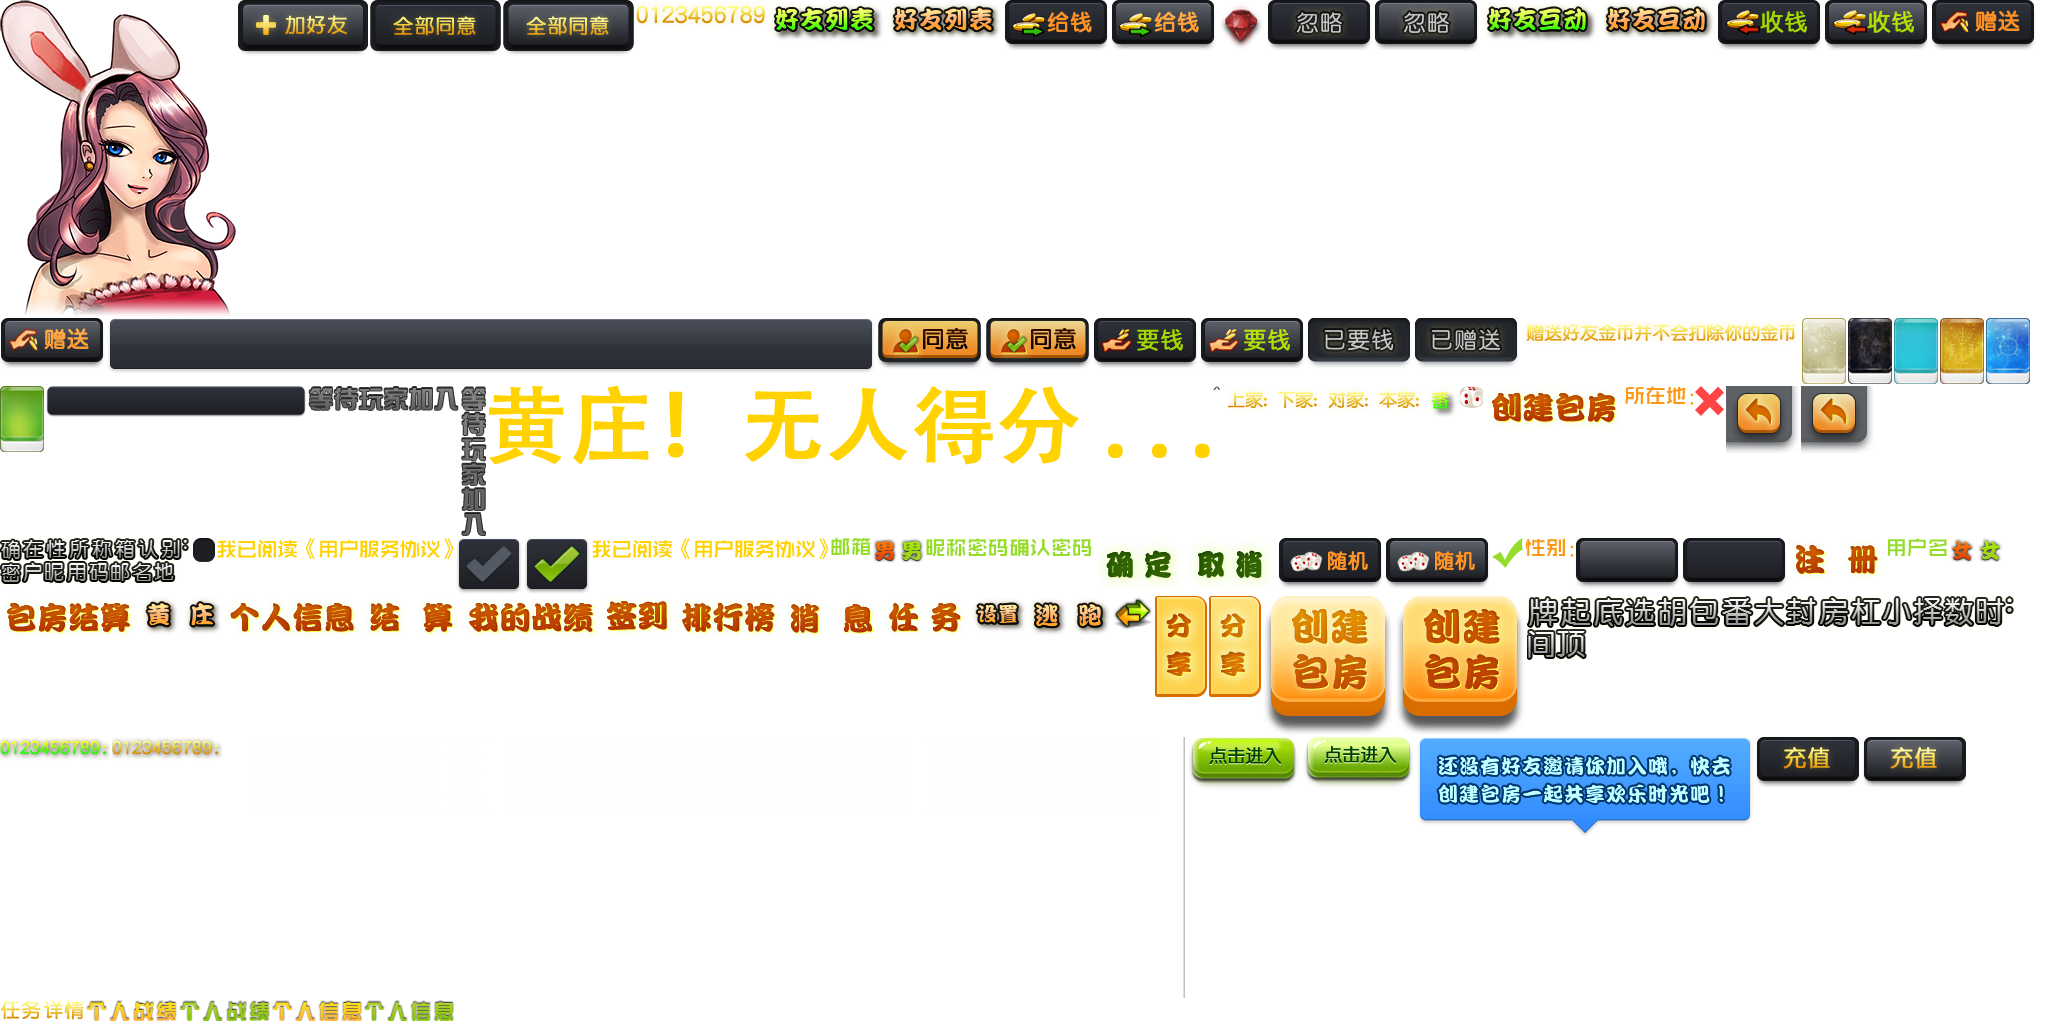 加好友 全部同意 全部同意 0123456789 好友列表 好友列表 给钱 给钱 忽略 忽略 好友互动 好友互动 收钱 收钱 赠送
赠送 同意 同意 要钱 要钱 已要钱 已赠送 赠送好友金币并不会扣除你的金币
等待玩家加入
等待玩家加入
黄庄！无人得分...
上家: 下家: 对家: 本家: 番 创建包房 所在地:
确在性所称箱认别:
密户昵用码邮名地
我已阅读《用户服务协议》 我已阅读《用户服务协议》 邮箱 男 男 昵称密码确认密码 确定 取消 随机 随机 性别: 注册 用户名 女 女
包房结算 黄庄 个人信息 结算 我的战绩 签到 排行榜 消息 任务 设置 逃跑
分享
分享
创建
包房
创建
包房
牌起底选胡包番大封房杠小择数时:
间顶
0123456789: 0123456789:
点击进入 点击进入
还没有好友邀请你加入哦，快去
创建包房一起共享欢乐时光吧！
充值 充值
任务详情 个人战绩 个人战绩 个人信息 个人信息